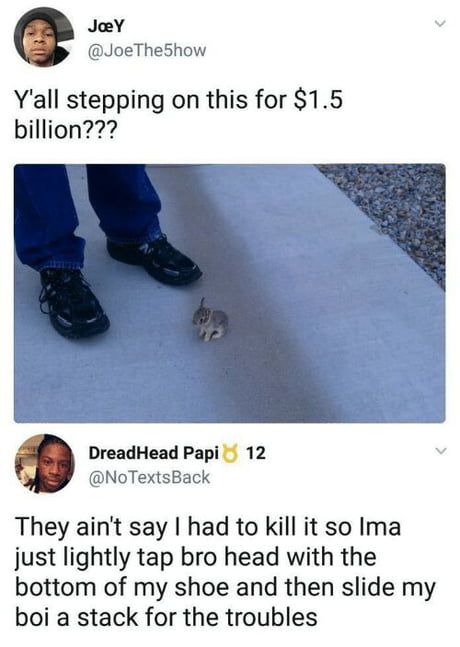 JœY
@JoeThe5how
Y'all stepping on this for $1.5
billion???
DreadHead Papi♉ 12
@NoTextsBack
They ain't say I had to kill it so Ima
just lightly tap bro head with the
bottom of my shoe and then slide my
boi a stack for the troubles